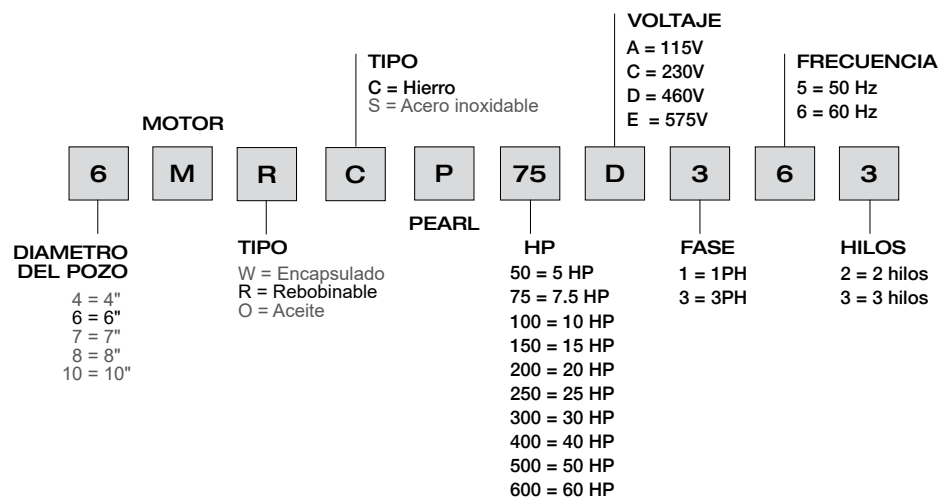 VOLTAJE
A = 115V
C = 230V
D = 460V
E = 575V
TIPO
C = Hierro
S = Acero inoxidable
FRECUENCIA
5 = 50 Hz
6 = 60 Hz
MOTOR
6 M R C P 75 D 3 6 3
PEARL
DIAMETRO
DEL POZO
4 = 4"
6 = 6"
7 = 7"
8 = 8"
10 = 10"
TIPO
W = Encapsulado
R = Rebobinable
O = Aceite
HP
50 = 5 HP
75 = 7.5 HP
100 = 10 HP
150 = 15 HP
200 = 20 HP
250 = 25 HP
300 = 30 HP
400 = 40 HP
500 = 50 HP
600 = 60 HP
FASE
1 = 1PH
3 = 3PH
HILOS
2 = 2 hilos
3 = 3 hilos